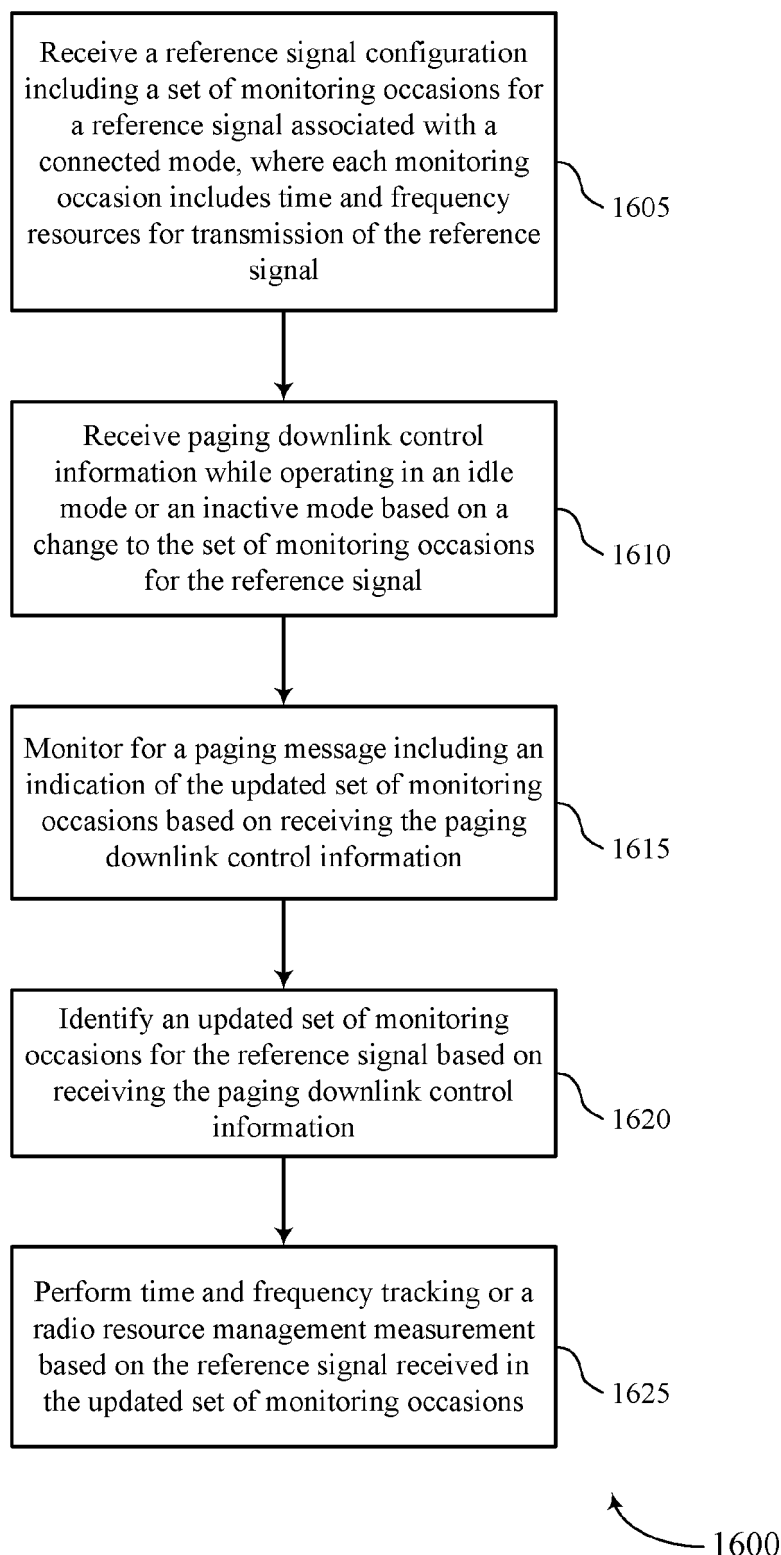 Receive a reference signal configuration
including a set of monitoring occasions for
a reference signal associated with a
connected mode, where each monitoring
occasion includes time and frequency
resources for transmission of the reference
signal
1605
Receive paging downlink control
information while operating in an idle
mode or an inactive mode based on a
change to the set of monitoring occasions
for the reference signal
1610
Monitor for a paging message including an
indication of the updated set of monitoring
occasions based on receiving the paging
downlink control information
1615
Identify an updated set of monitoring
occasions for the reference signal based on
receiving the paging downlink control
information
1620
Perform time and frequency tracking or a
radio resource management measurement
based on the reference signal received in
the updated set of monitoring occasions
1625
1600